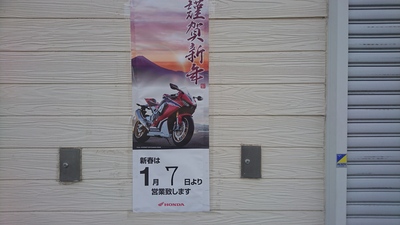 謹賀新年
新春は
1月7日より
営業致します
HONDA